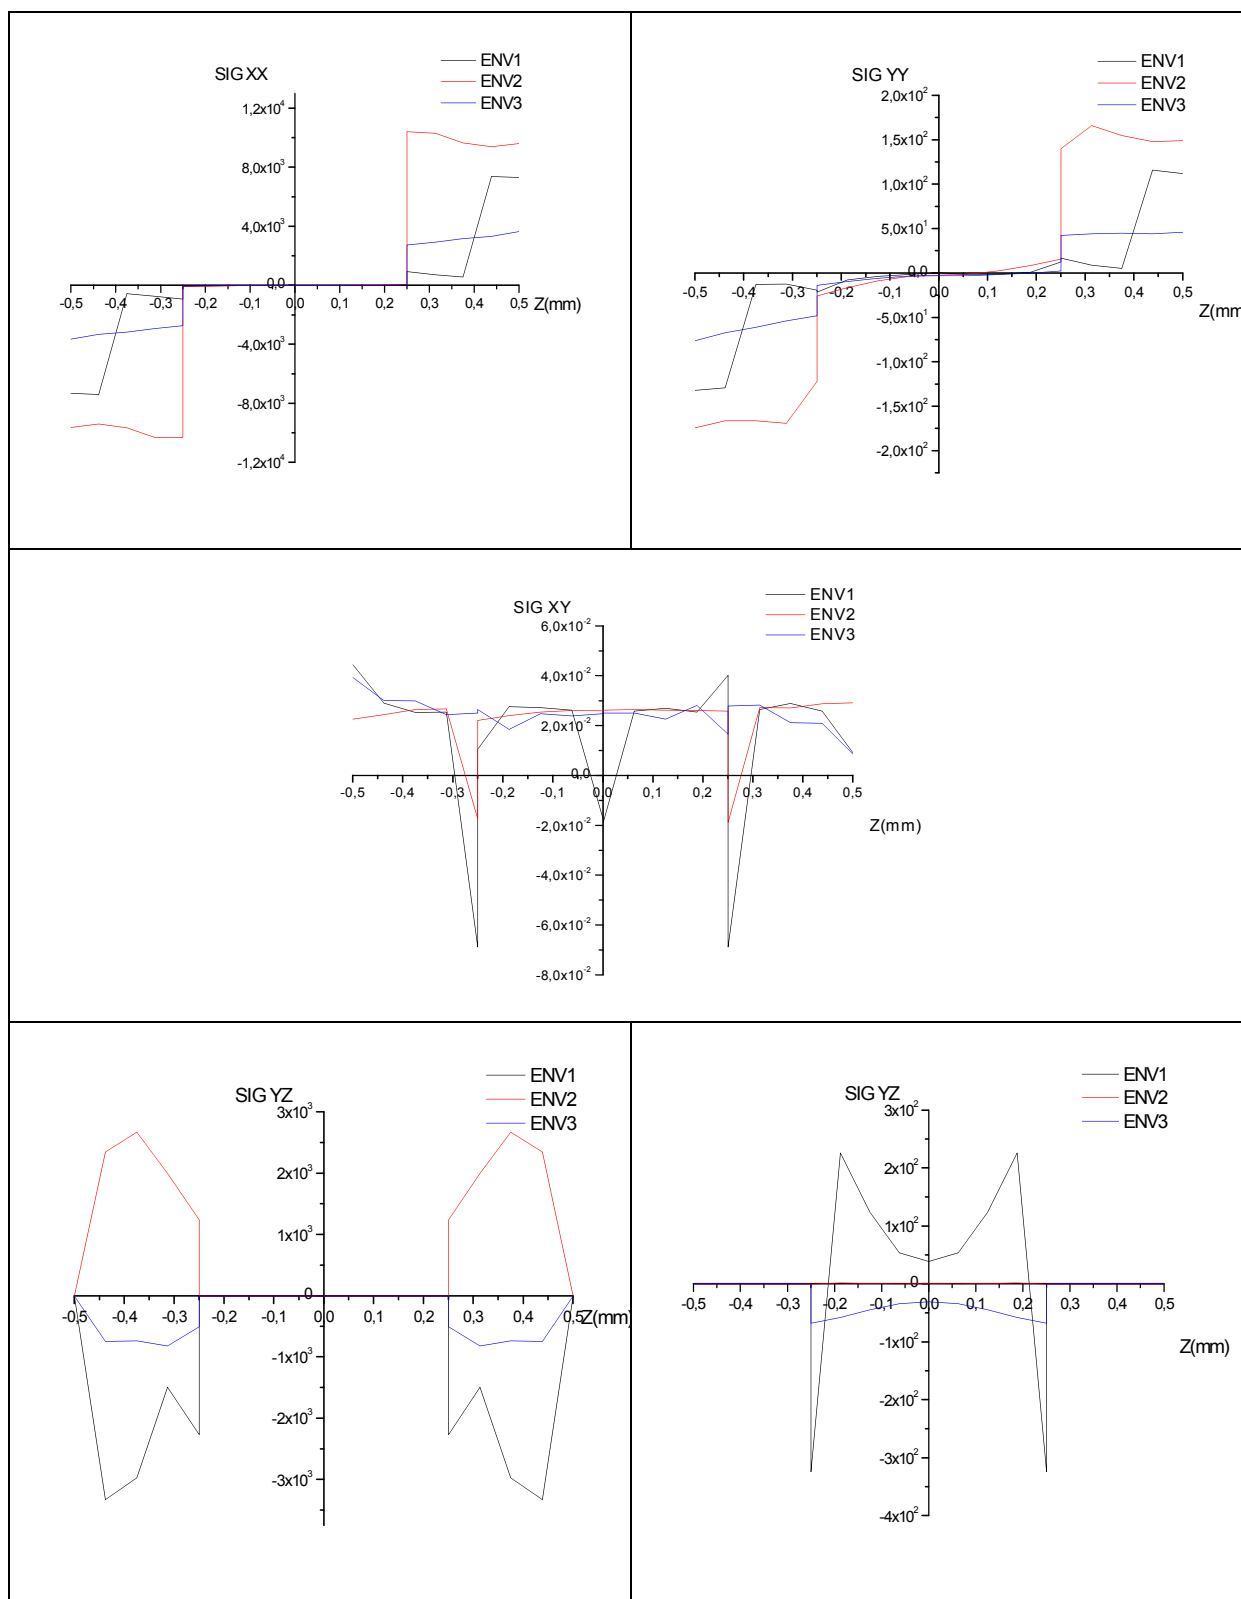 SIG XX
ENV1
ENV2
ENV3
1,2x10⁴
8,0x10³
4,0x10³
0,0
-4,0x10³
-8,0x10³
-1,2x10⁴
-0,5 -0,4 -0,3 -0,2 -0,1 0,1 0,2 0,3 0,4 0,5
Z(mm)
SIG YY
ENV1
ENV2
ENV3
2,0x10²
1,5x10²
1,0x10²
5,0x10¹
0,0
-5,0x10¹
-1,0x10²
-1,5x10²
-2,0x10²
-0,5 -0,4 -0,3 -0,2 -0,1 0,0 0,1 0,2 0,3 0,4 0,5
Z(mm
SIG XY
ENV1
ENV2
ENV3
6,0x10⁻²
4,0x10⁻²
2,0x10⁻²
0,0
-2,0x10⁻²
-4,0x10⁻²
-6,0x10⁻²
-8,0x10⁻²
-0,5 -0,4 -0,3 -0,2 -0,1 0,0 0,1 0,2 0,3 0,4 0,5
Z(mm)
SIG YZ
ENV1
ENV2
ENV3
3x10³
2x10³
1x10³
0
-1x10³
-2x10³
-3x10³
-0,5 -0,4 -0,3 -0,2 -0,1 0,1 0,2 0,3 0,4 0,5
Z(mm)
SIG YZ
ENV1
ENV2
ENV3
3x10²
2x10²
1x10²
0
-1x10²
-2x10²
-3x10²
-4x10²
-0,5 -0,4 -0,3 -0,2 -0,1 0,0 0,1 0,2 0,3 0,4 0,5
Z(mm)